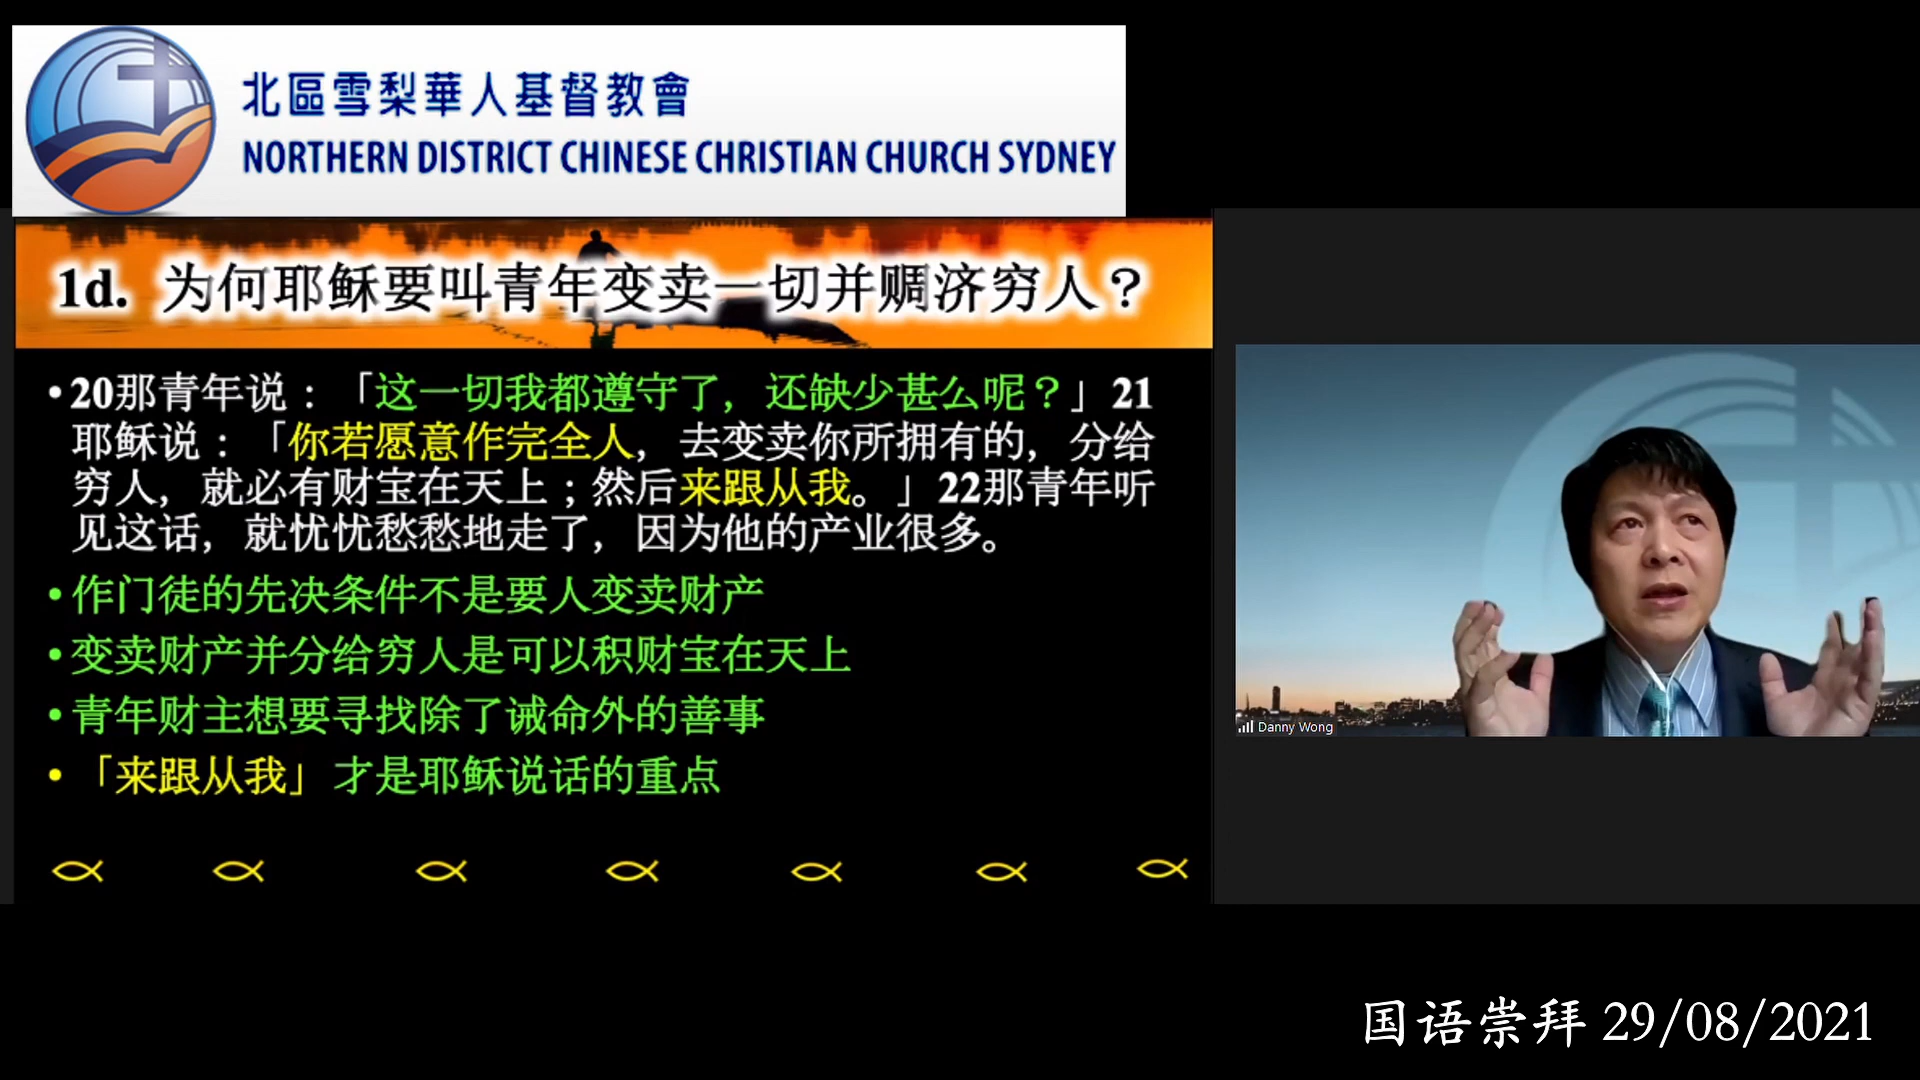 北區雪梨華人基督教會
NORTHERN DISTRICT CHINESE CHRISTIAN CHURCH SYDNEY
1d. 为何耶稣要叫青年变卖一切并赒济穷人？
•20那青年说：「这一切我都遵守了，还缺少甚么呢？」21
耶稣说：「你若愿意作完全人，去变卖你所拥有的，分给
穷人，就必有财宝在天上；然后来跟从我。」22那青年听
见这话，就忧忧愁愁地走了，因为他的产业很多。
•作门徒的先决条件不是要人变卖财产
•变卖财产并分给穷人是可以积财宝在天上
•青年财主想要寻找除了诫命外的善事
•「来跟从我」才是耶稣说话的重点
Danny Wong
国语崇拜 29/08/2021